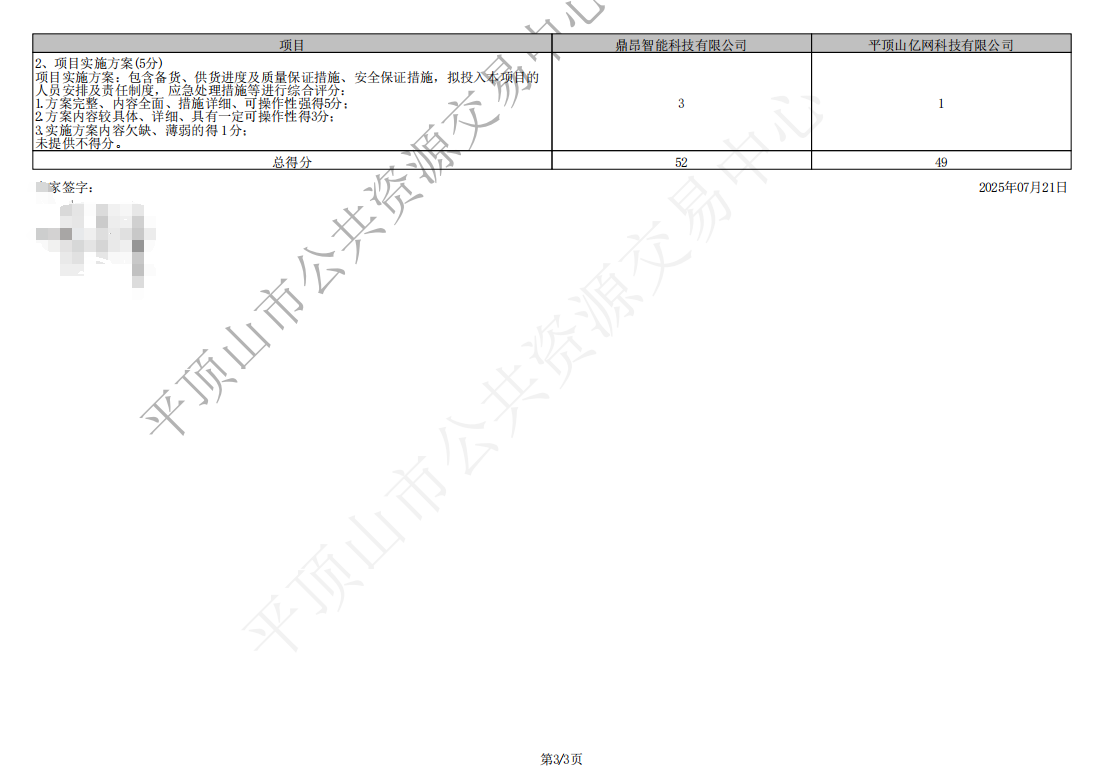 项目 鼎昂智能科技有限公司 平顶山亿网科技有限公司
2、项目实施方案(5分)
项目实施方案：包含备货、供货进度及质量保证措施、安全保证措施，拟投入本项目的
人员安排及责任制度，应急处理措施等进行综合评分：
1.方案完整、内容全面、措施详细、可操作性强得5分；
2.方案内容较具体、详细、具有一定可操作性得3分；
3.实施方案内容欠缺、薄弱的得1分；
未提供不得分。
3 1
总得分 52 49
家签字： 2025年07月21日
平顶山市公共资源交易中心
平顶山市公共资源交易中心
第3/3页